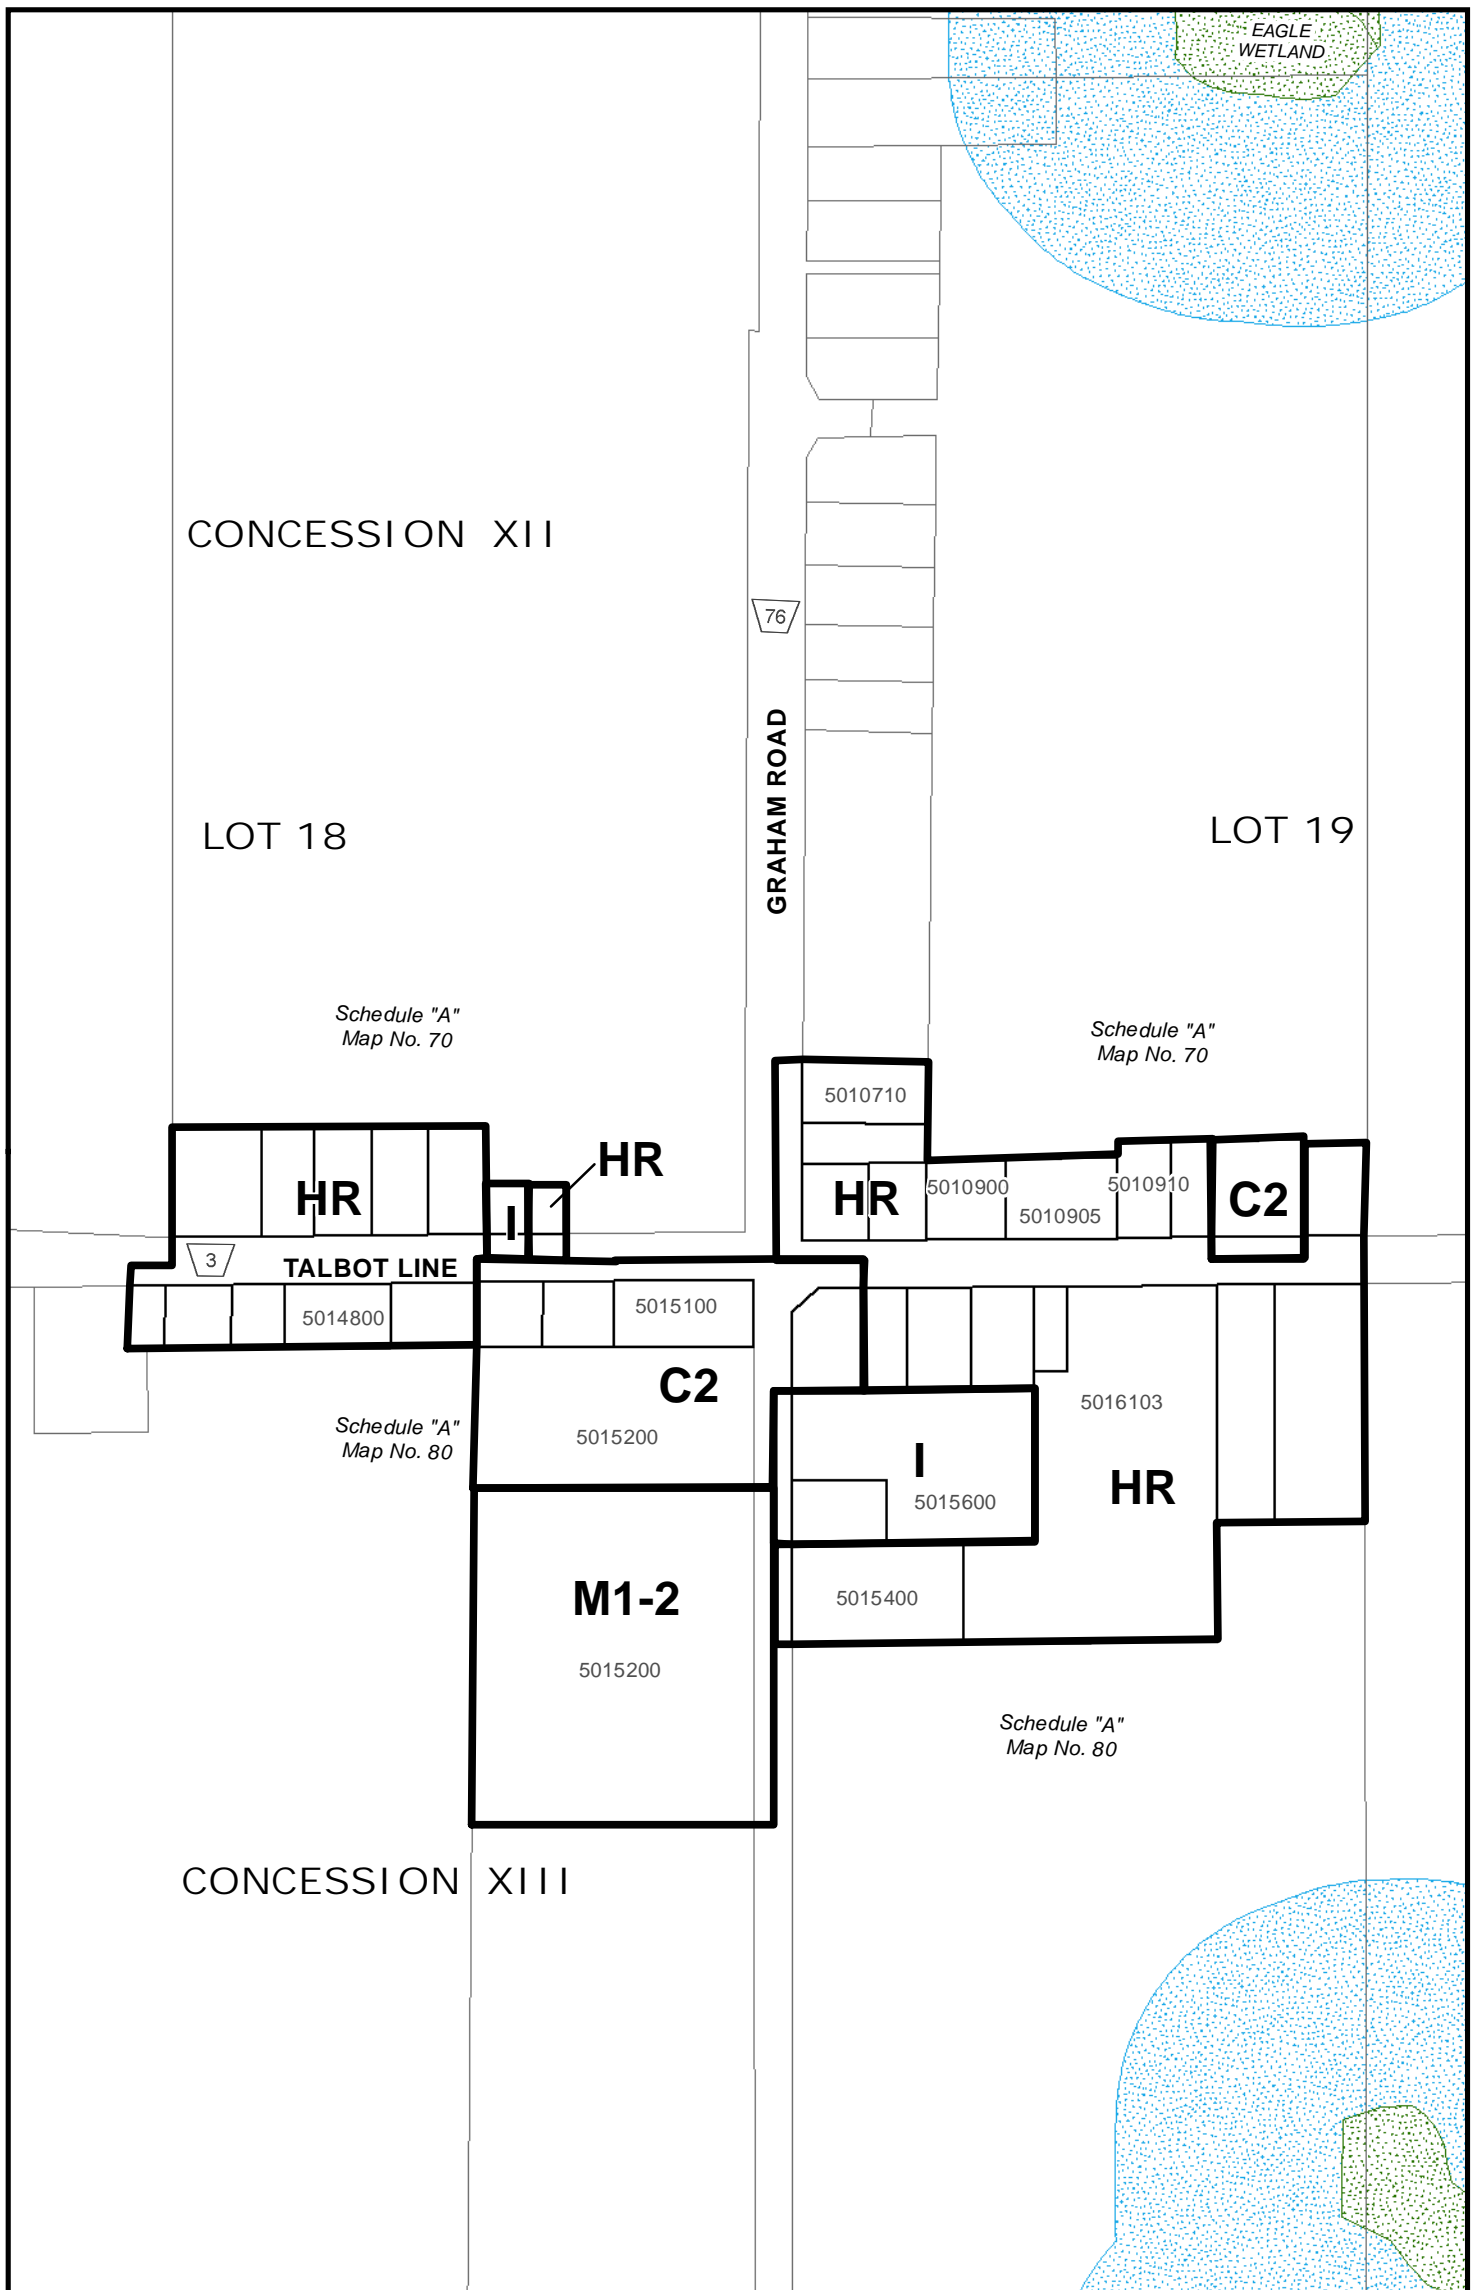 EAGLE
WETLAND
CONCESSION XII
76
GRAHAM ROAD
LOT 18
LOT 19
Schedule "A"
Map No. 70
Schedule "A"
Map No. 70
5010710
HR
HR
I
HR
5010900
5010905
5010910
C2
3
TALBOT LINE
5014800
5015100
C2
5015200
Schedule "A"
Map No. 80
5016103
I
5015600
HR
M1-2
5015200
5015400
Schedule "A"
Map No. 80
CONCESSION XIII